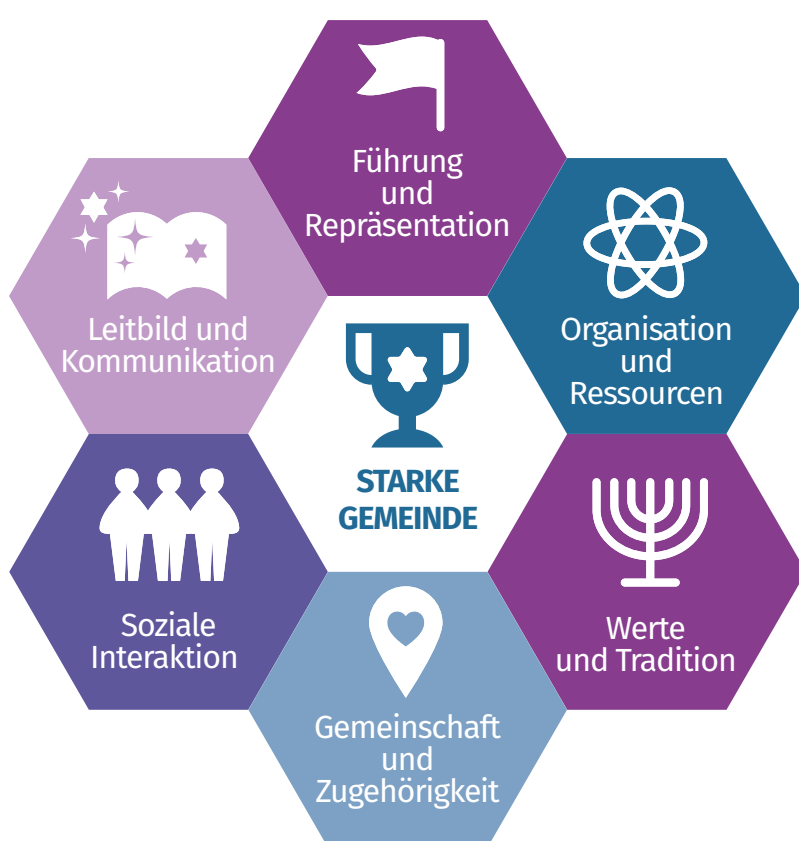 Führung
und
Repräsentation
Leitbild und
Kommunikation
Organisation
und
Ressourcen
STARKE
GEMEINDE
Soziale
Interaktion
Werte
und Tradition
Gemeinschaft
und
Zugehörigkeit